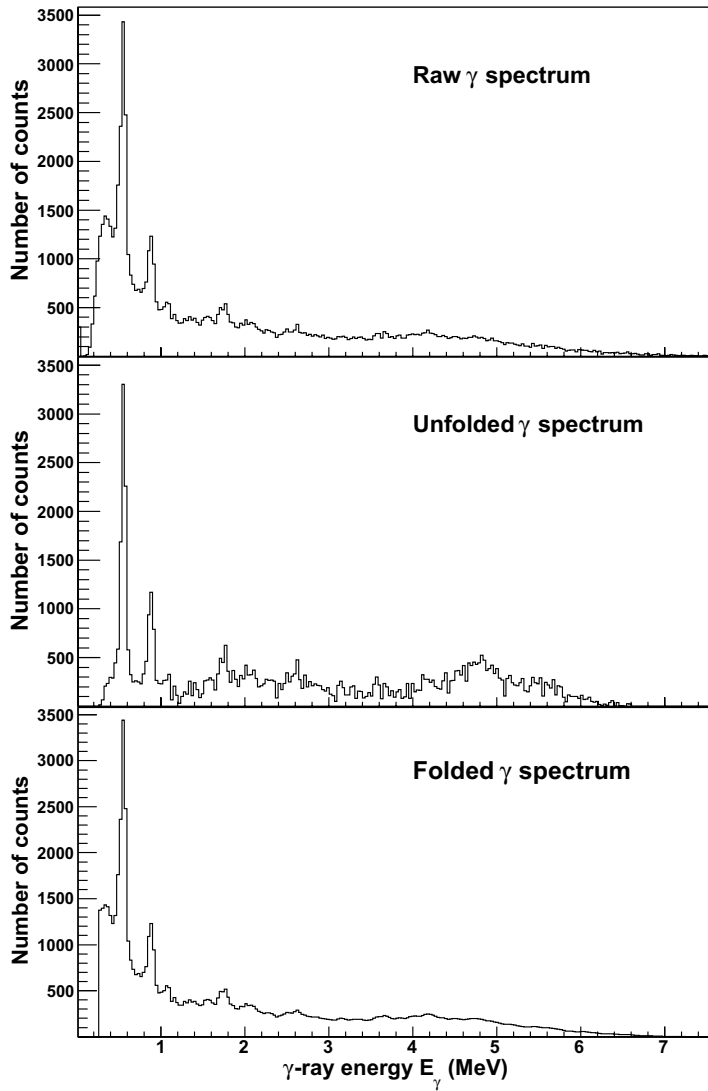 3500
3000
2500
2000
1500
1000
500
Number of counts
Raw γ spectrum
3500
3000
2500
2000
1500
1000
500
Number of counts
Unfolded γ spectrum
3500
3000
2500
2000
1500
1000
500
Number of counts
Folded γ spectrum
1 2 3 4 5 6 7
γ-ray energy Eγ (MeV)